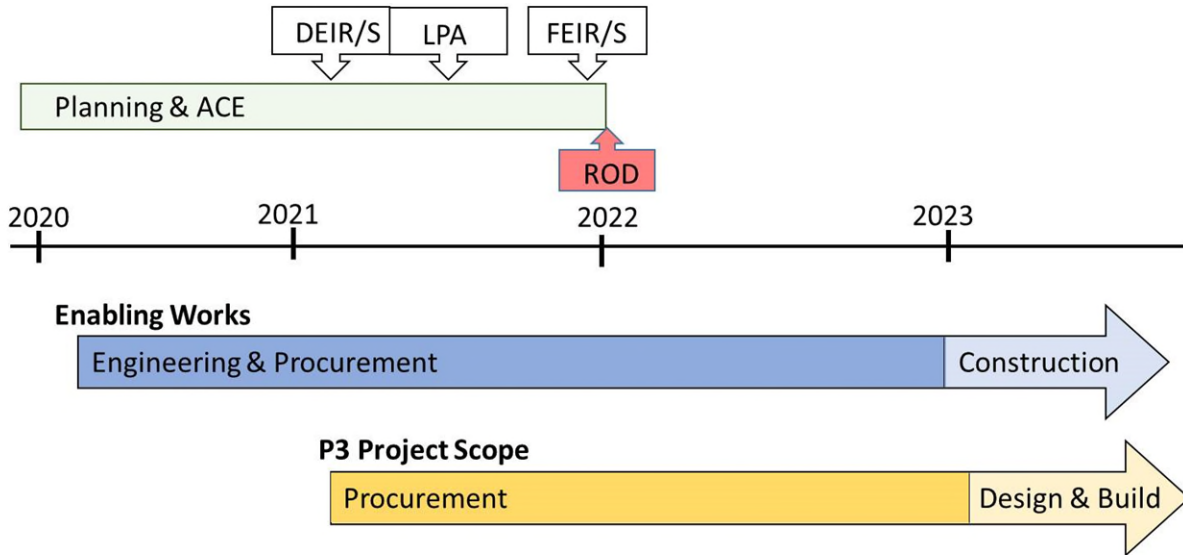 DEIR/S
LPA
FEIR/S
Planning & ACE
ROD
2020
2021
2022
2023
Enabling Works
Engineering & Procurement
Construction
P3 Project Scope
Procurement
Design & Build